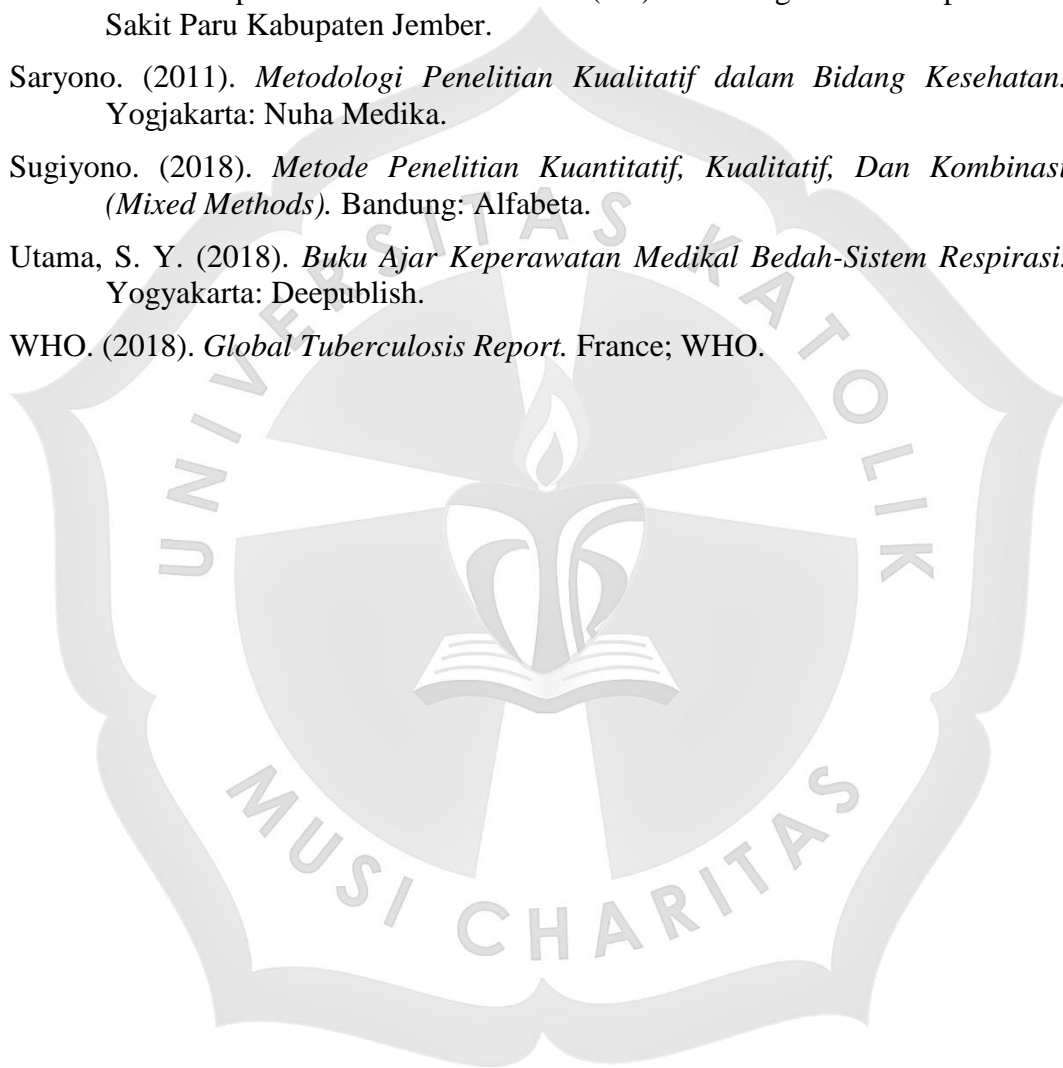 Sakit Paru Kabupaten Jember.
Saryono. (2011). Metodologi Penelitian Kualitatif dalam Bidang Kesehatan.
Yogjakarta: Nuha Medika.
Sugiyono. (2018). Metode Penelitian Kuantitatif, Kualitatif, Dan Kombinasi
(Mixed Methods). Bandung: Alfabeta.
Utama, S. Y. (2018). Buku Ajar Keperawatan Medikal Bedah-Sistem Respirasi.
Yogyakarta: Deepublish.
WHO. (2018). Global Tuberculosis Report. France; WHO.
UNIVERSITAS KATOLIK
MUSI CHARITAS